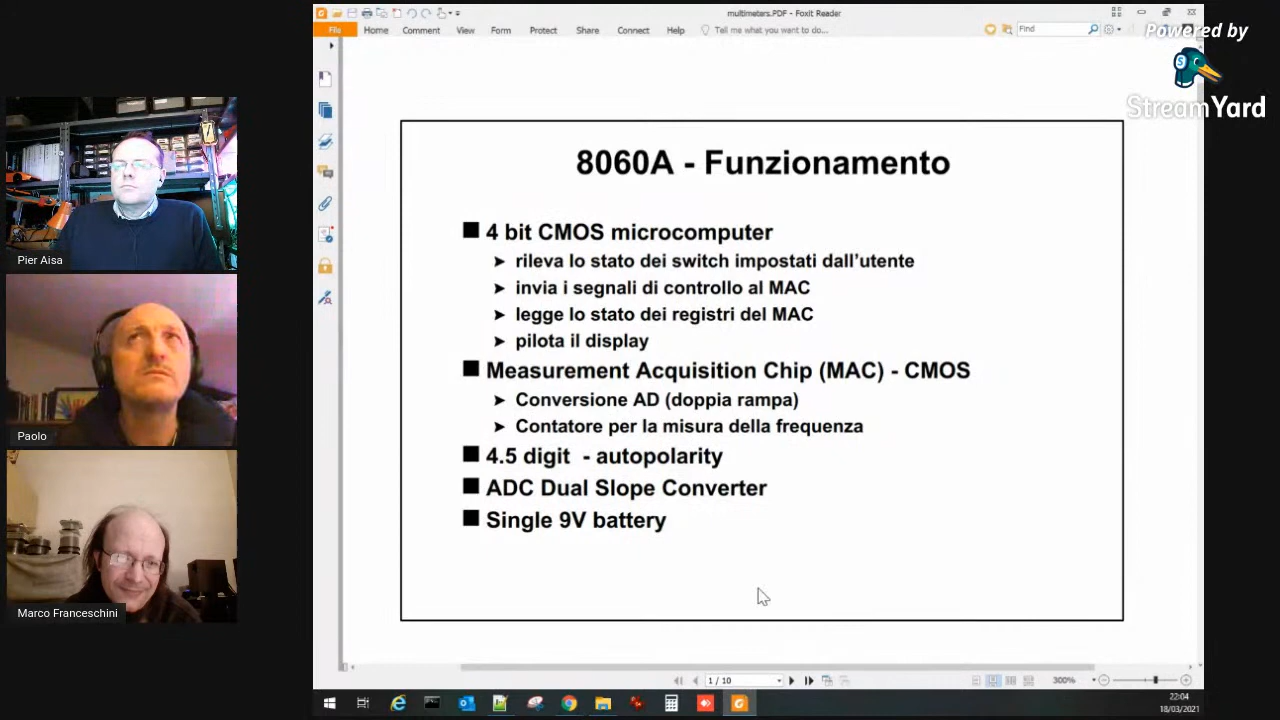 multimeters.PDF - Foxit Reader
File Home Comment View Form Protect Share Connect Help Tell me what you want to do... Find
Powered by
StreamYard
8060A - Funzionamento
4 bit CMOS microcomputer
rileva lo stato dei switch impostati dall'utente
invia i segnali di controllo al MAC
legge lo stato dei registri del MAC
pilota il display
Measurement Acquisition Chip (MAC) - CMOS
Conversione AD (doppia rampa)
Contatore per la misura della frequenza
4.5 digit - autopolarity
ADC Dual Slope Converter
Single 9V battery
Pier Aisa
Paolo
Marco Franceschini
1 / 10
300%
22:04
18/03/2021